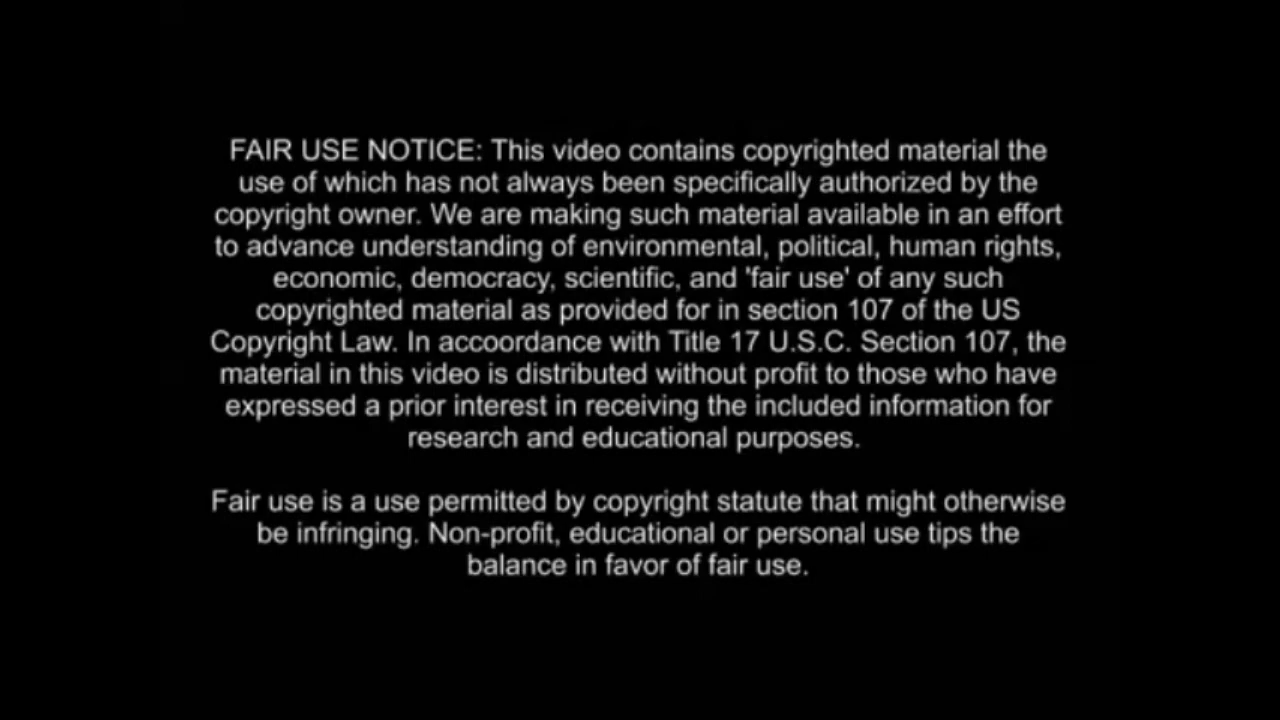 FAIR USE NOTICE: This video contains copyrighted material the
use of which has not always been specifically authorized by the
copyright owner. We are making such material available in an effort
to advance understanding of environmental, political, human rights,
economic, democracy, scientific, and 'fair use' of any such
copyrighted material as provided for in section 107 of the US
Copyright Law. In accoordance with Title 17 U.S.C. Section 107, the
material in this video is distributed without profit to those who have
expressed a prior interest in receiving the included information for
research and educational purposes.
Fair use is a use permitted by copyright statute that might otherwise
be infringing. Non-profit, educational or personal use tips the
balance in favor of fair use.